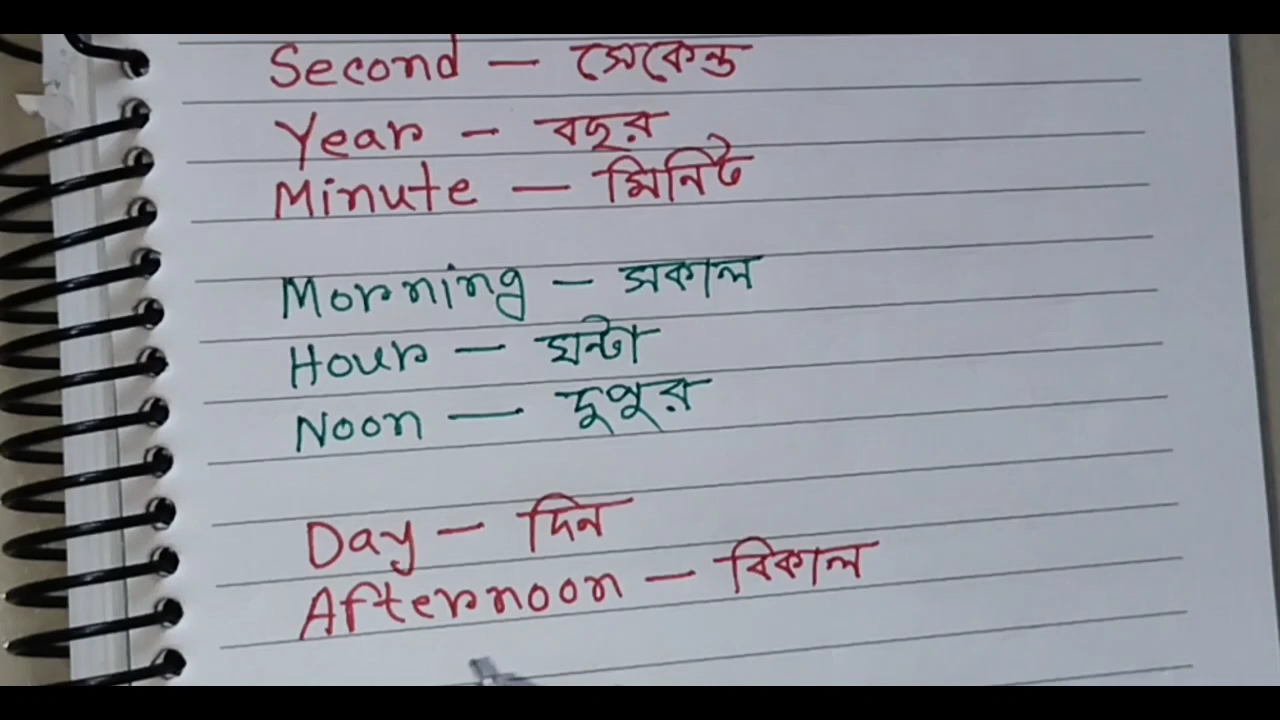 Second — সেকেন্ড
Year — বছর
Minute — মিনিট
Morning — সকাল
Hour — ঘন্টা
Noon — দুপুর
Day — দিন
Afternoon — বিকাল